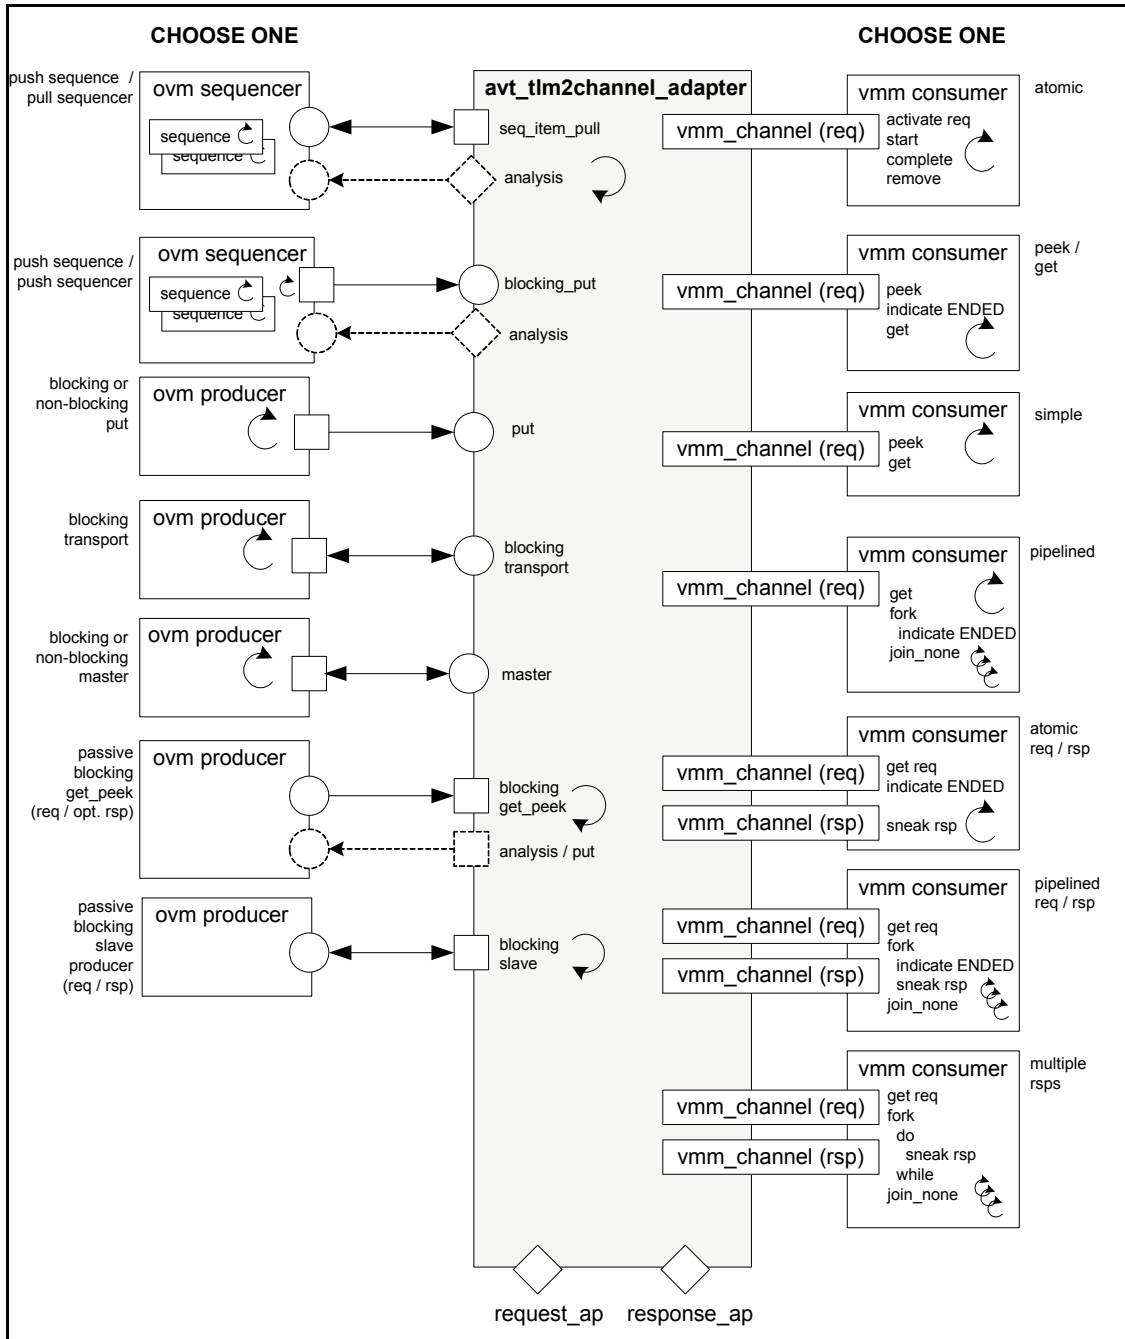 CHOOSE ONE
CHOOSE ONE
push sequence /
pull sequencer
ovm sequencer
sequence
sequence
avt_tlm2channel_adapter
seq_item_pull
analysis
vmm_channel (req)
vmm consumer
activate req
start
complete
remove
atomic
push sequence /
push sequencer
ovm sequencer
sequence
sequence
blocking_put
analysis
vmm_channel (req)
vmm consumer
peek
indicate ENDED
get
peek /
get
blocking or
non-blocking
put
ovm producer
put
vmm_channel (req)
vmm consumer
peek
get
simple
blocking
transport
ovm producer
blocking
transport
vmm_channel (req)
vmm consumer
get
fork
indicate ENDED
join_none
pipelined
blocking or
non-blocking
master
ovm producer
master
passive
blocking
get_peek
(req / opt. rsp)
ovm producer
blocking
get_peek
analysis / put
vmm_channel (req)
vmm_channel (rsp)
vmm consumer
get req
indicate ENDED
sneak rsp
atomic
req / rsp
passive
blocking
slave
producer
(req / rsp)
ovm producer
blocking
slave
vmm_channel (req)
vmm_channel (rsp)
vmm consumer
get req
fork
indicate ENDED
sneak rsp
join_none
pipelined
req / rsp
vmm_channel (req)
vmm_channel (rsp)
vmm consumer
get req
fork
do
sneak rsp
while
join_none
multiple
rsps
request_ap
response_ap